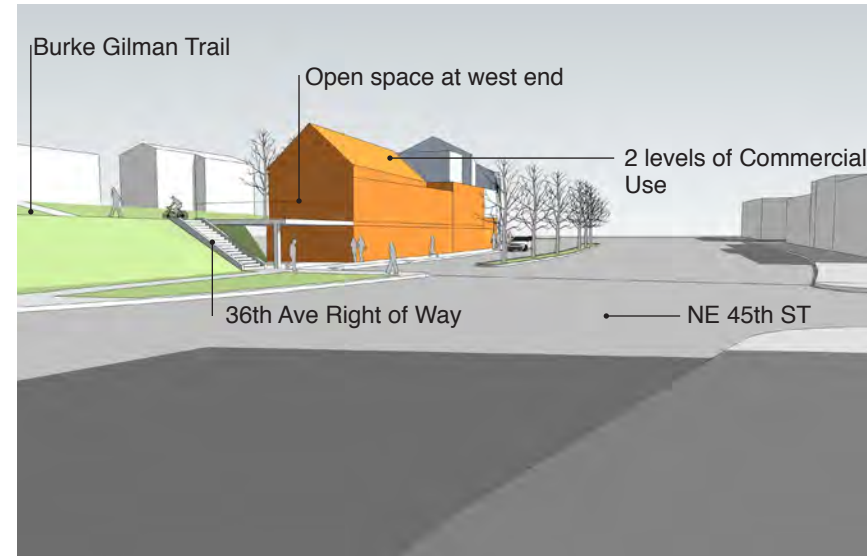 Burke Gilman Trail
Open space at west end
2 levels of Commercial
Use
36th Ave Right of Way
NE 45th ST